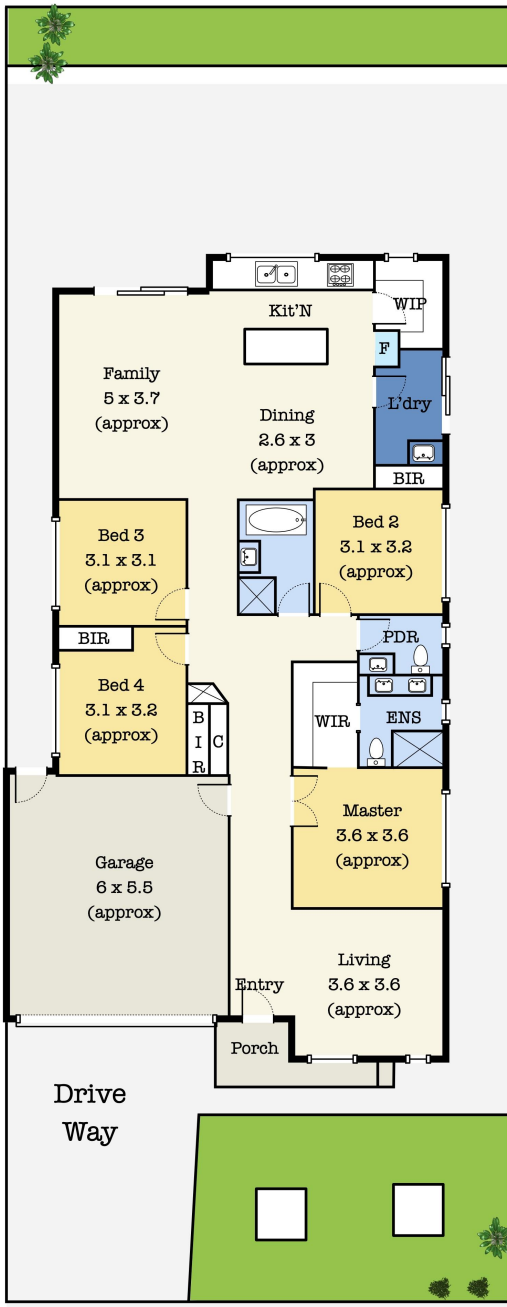 Kit'N
WIP
F
Family
5 x 3.7
(approx)
L'dry
Dining
2.6 x 3
(approx)
BIR
Bed 3
3.1 x 3.1
(approx)
Bed 2
3.1 x 3.2
(approx)
BIR
PDR
Bed 4
3.1 x 3.2
(approx)
B
I
R
C
WIR
ENS
Master
3.6 x 3.6
(approx)
Garage
6 x 5.5
(approx)
Living
3.6 x 3.6
(approx)
Entry
Porch
Drive
Way